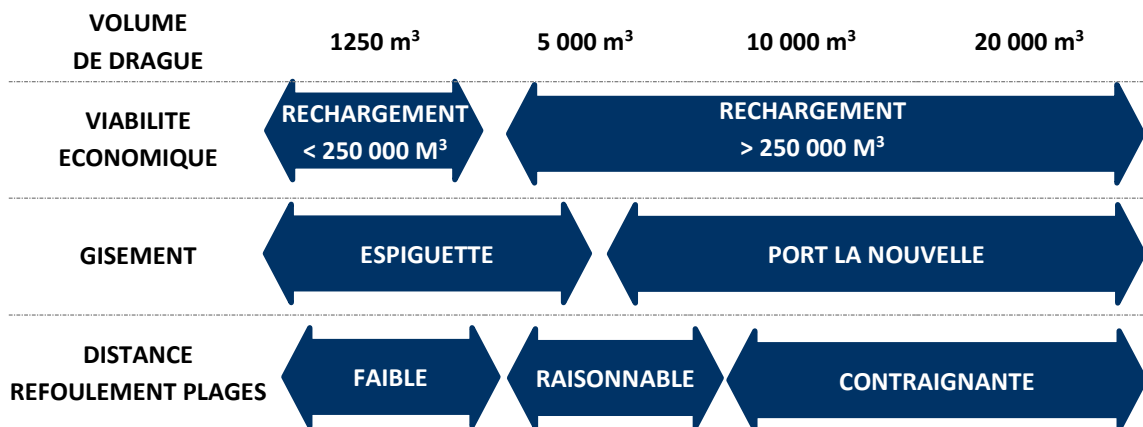 VOLUME
DE DRAGUE
1250 m³
5 000 m³
10 000 m³
20 000 m³
VIABILITE
ECONOMIQUE
RECHARGEMENT
< 250 000 M³
RECHARGEMENT
> 250 000 M³
GISEMENT
ESPIGUETTE
PORT LA NOUVELLE
DISTANCE
REFOULEMENT PLAGES
FAIBLE
RAISONNABLE
CONTRAIGNANTE